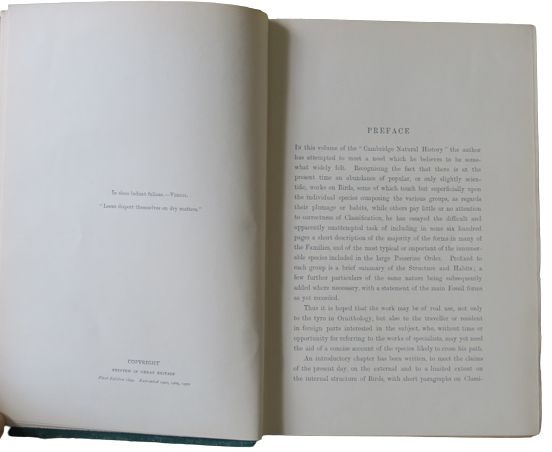 In sicco ludunt fulicae.—VIRGIL.
"Loons disport themselves on dry
COPYRIGHT
PRINTED IN GREAT BRITAIN
First Edition 1899. Reprinted
PREFACE
IN this volume of the "Cambridge Natural History" the author
has attempted to meet a need which he believes to be some-
what widely felt. Recognising the fact that there is at the
present time an abundance of popular, or only slightly scien-
tific, works on Birds, some of which touch but superficially upon
the individual species composing the various groups, as regards
their plumage or habits, while others pay little or no attention
to correctness of Classification, he has essayed the difficult and
apparently unattempted task of including in some six hundred
pages a short description of the majority of the forms in many of
the Families, and of the most typical or important of the innumer-
able species included in the large Passerine Order. Prefixed to
each group is a brief summary of the Structure and Habits; a
few further particulars of the same nature being subsequently
added where necessary, with a statement of the main Fossil forms
as yet recorded.
Thus it is hoped that the work may be of real use, not only
to the tyro in Ornithology, but also to the traveller or resident
in foreign parts interested in the subject, who, without time or
opportunity for referring to the works of specialists, may yet need
the aid of a concise account of the species likely to cross his path.
An introductory chapter has been written, to meet the claims
of the present day, on the external and to a limited extent on
the internal structure of Birds, with short paragraphs on Classi-